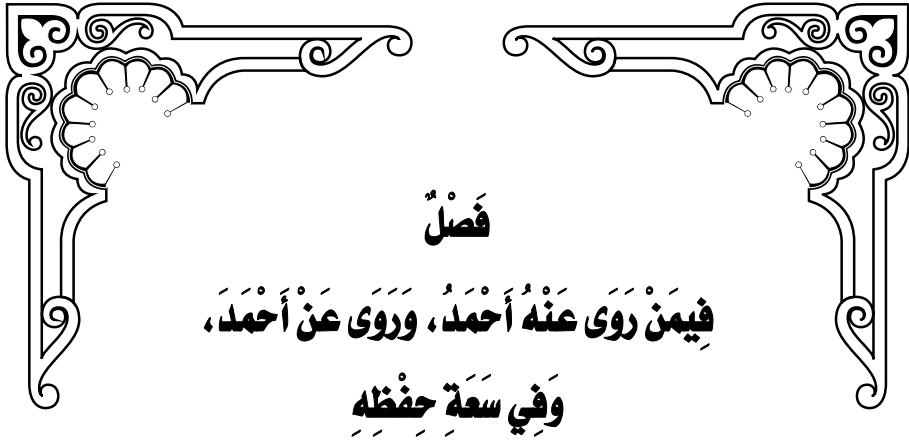 فَصْلٌ
فِيمَنْ رَوَى عَنْهُ أَحْمَدُ، وَرَوَى عَنْ أَحْمَدَ،
وَفِي سَعَةِ حِفْظِهِ